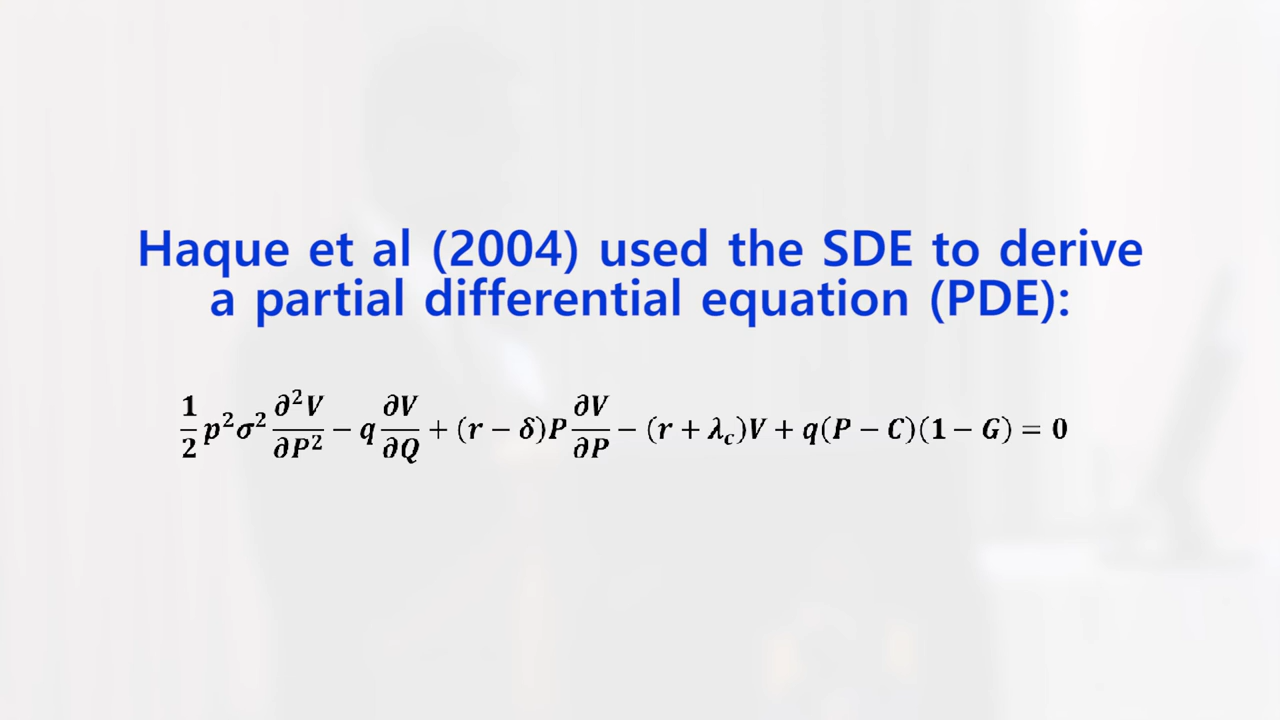 Haque et al (2004) used the SDE to derive
a partial differential equation (PDE):
1/2 p²σ² ∂²V/∂P² − q ∂V/∂Q + (r − δ)P ∂V/∂P − (r + λ_c)V + q(P − C)(1 − G) = 0